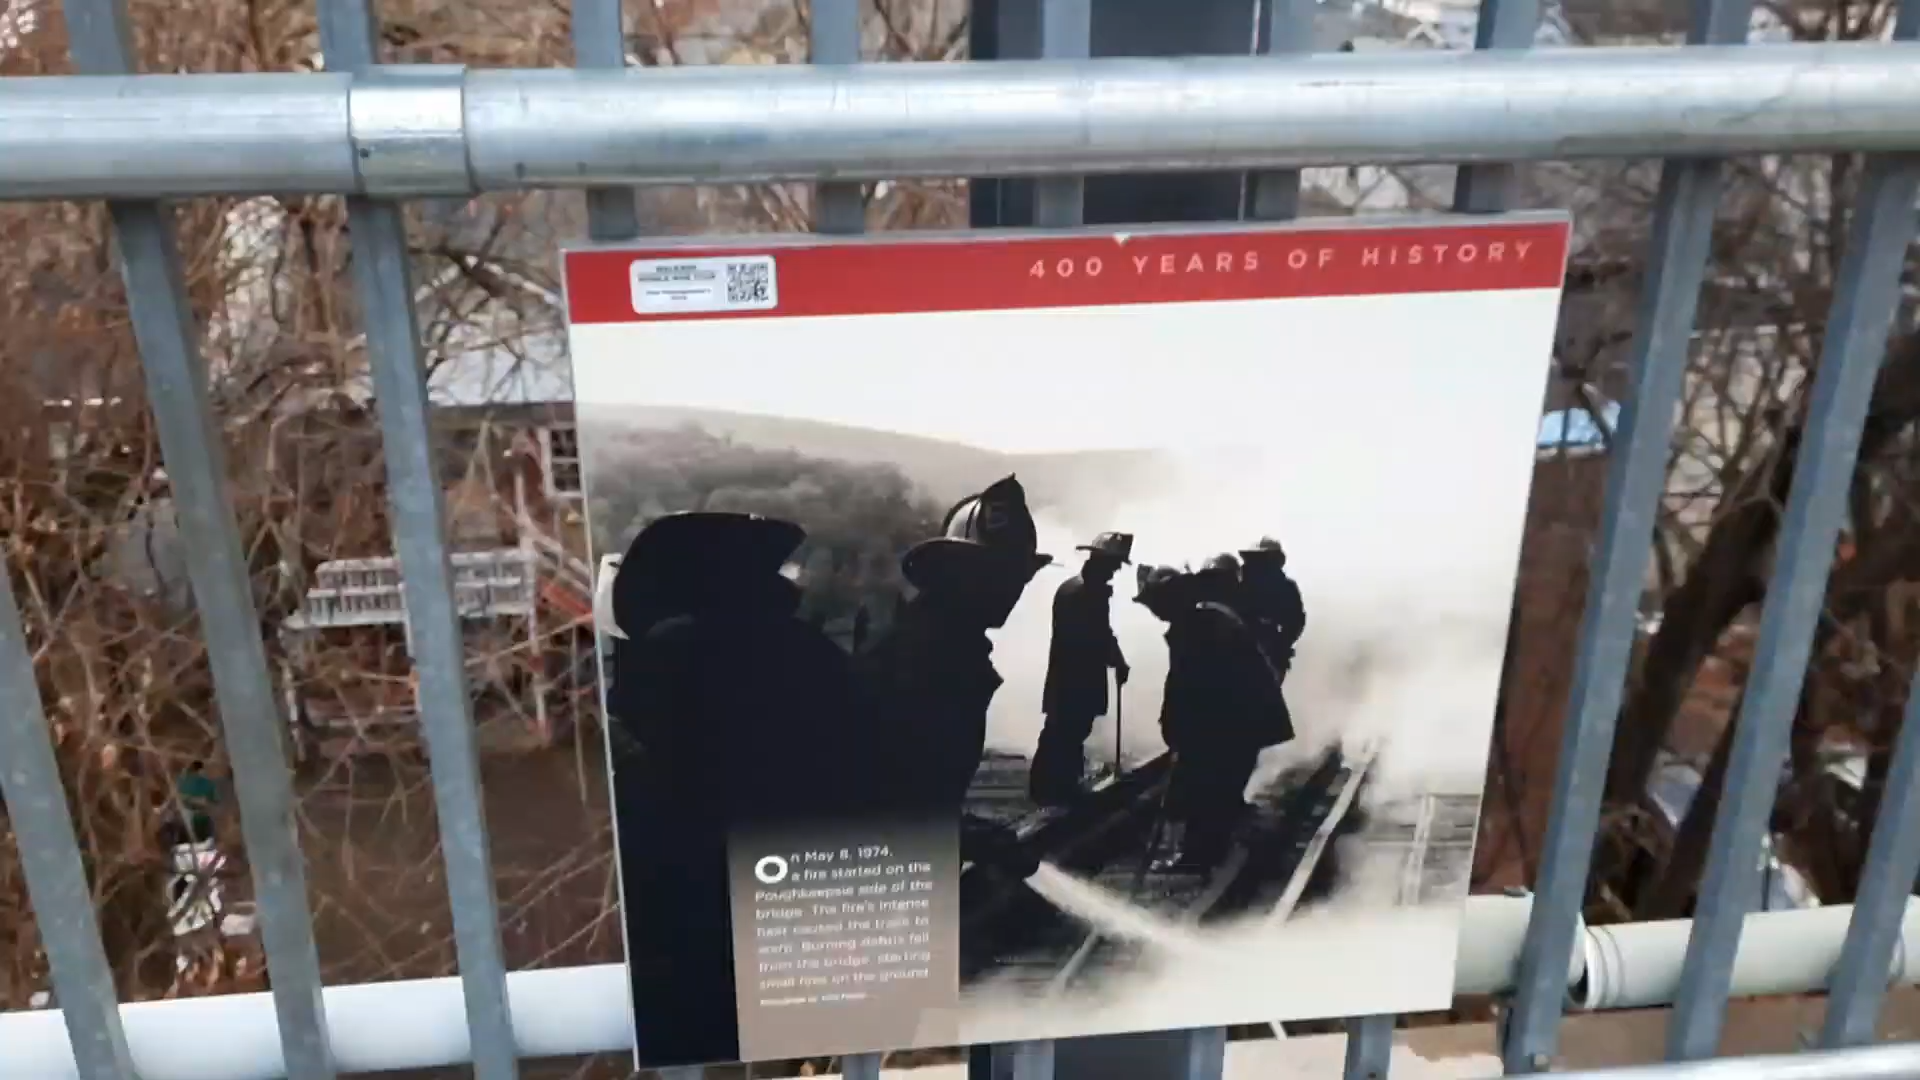 400 YEARS OF HISTORY
On May 8, 1974,
a fire started on the
Poughkeepsie side of the
bridge. The fire's intense
heat caused the track to
warp. Burning debris fell
from the bridge, starting
small fires on the ground.